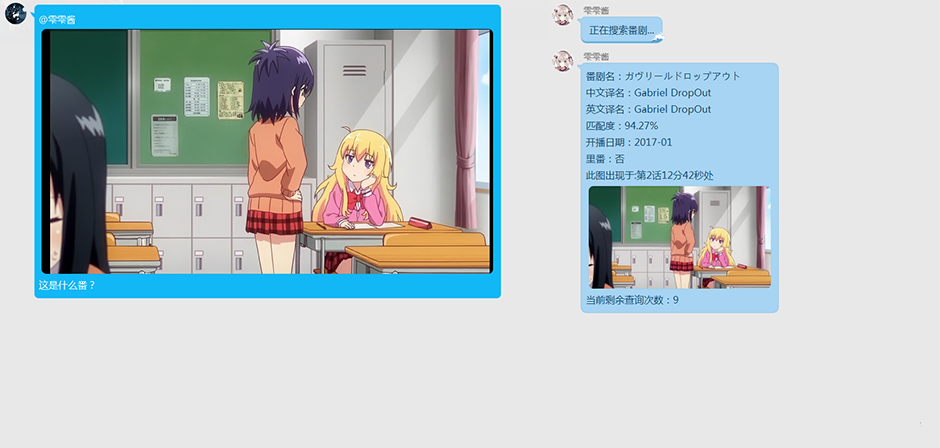 @零零酱
这是什么番？
零零酱
正在搜索番剧...
零零酱
番剧名：ガヴリールドロップアウト
中文译名：Gabriel DropOut
英文译名：Gabriel DropOut
匹配度：94.27%
开播日期：2017-01
里番：否
此图出现于:第2话12分42秒处
当前剩余查询次数：9